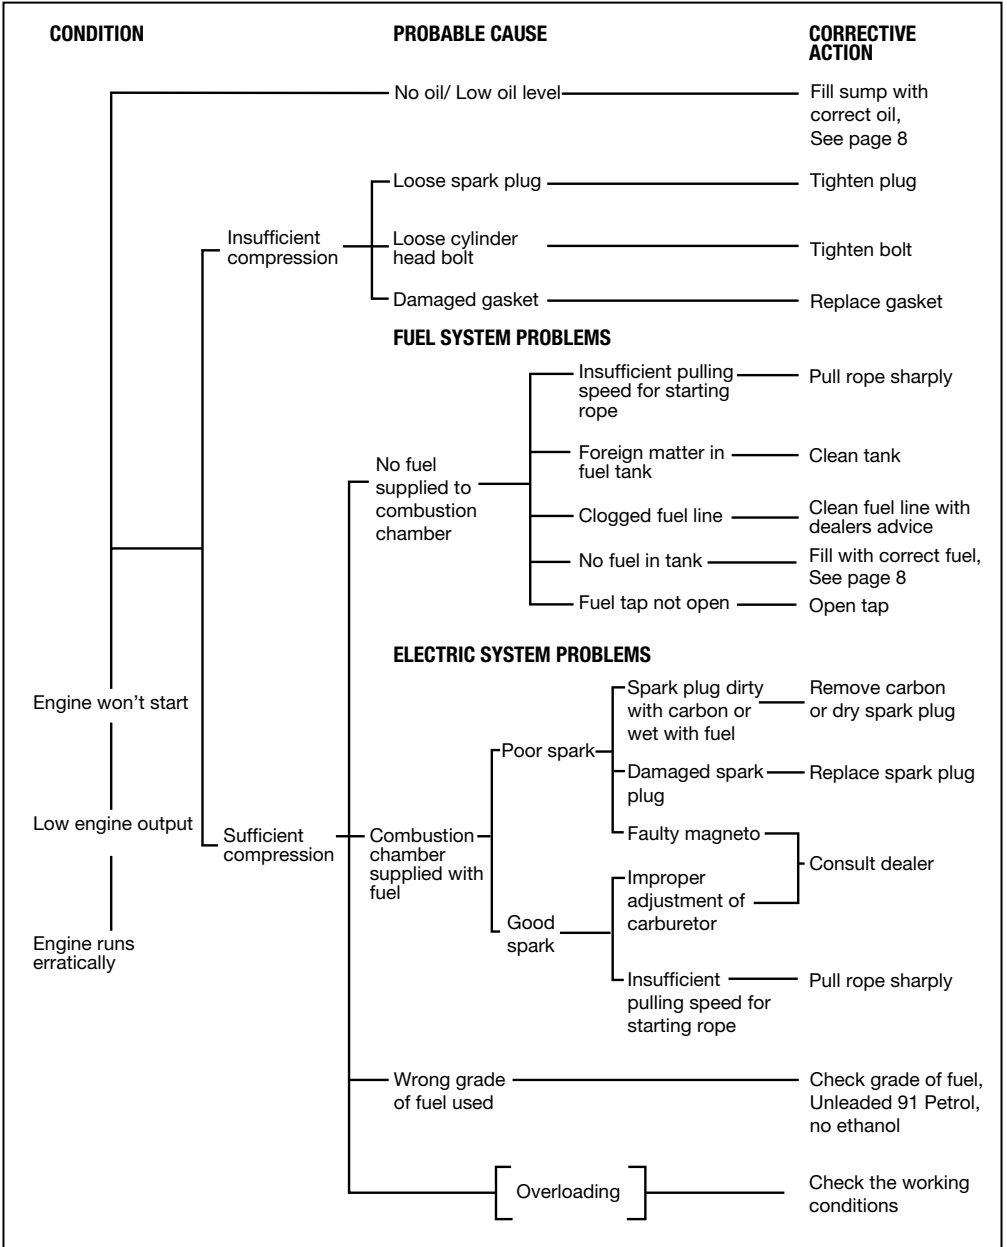 CONDITION
PROBABLE CAUSE
CORRECTIVE
ACTION
No oil/ Low oil level
Fill sump with
correct oil,
See page 8
Insufficient
compression
Loose spark plug
Tighten plug
Loose cylinder
head bolt
Tighten bolt
Damaged gasket
Replace gasket
FUEL SYSTEM PROBLEMS
No fuel
supplied to
combustion
chamber
Insufficient pulling
speed for starting
rope
Pull rope sharply
Foreign matter in
fuel tank
Clean tank
Clogged fuel line
Clean fuel line with
dealers advice
No fuel in tank
Fill with correct fuel,
See page 8
Fuel tap not open
Open tap
ELECTRIC SYSTEM PROBLEMS
Engine won’t start
Low engine output
Engine runs
erratically
Sufficient
compression
Combustion
chamber
supplied with
fuel
Poor spark
Spark plug dirty
with carbon or
wet with fuel
Remove carbon
or dry spark plug
Damaged spark
plug
Replace spark plug
Faulty magneto
Consult dealer
Good
spark
Improper
adjustment of
carburetor
Insufficient
pulling speed for
starting rope
Pull rope sharply
Wrong grade
of fuel used
Check grade of fuel,
Unleaded 91 Petrol,
no ethanol
Overloading
Check the working
conditions